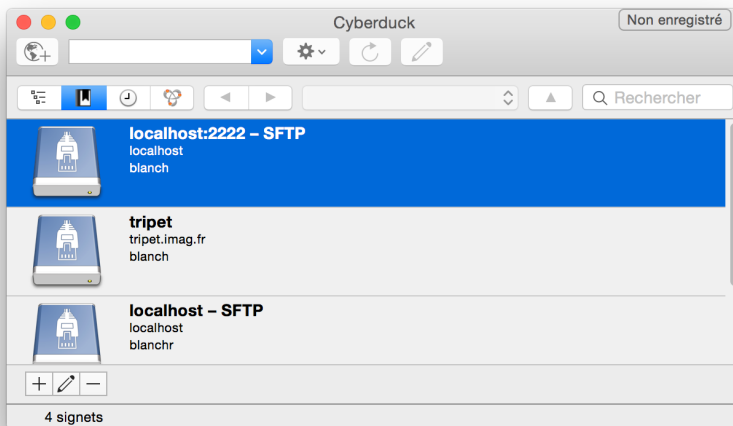 Cyberduck
Non enregistré
Rechercher
localhost:2222 – SFTP
localhost
blanch
tripet
tripet.imag.fr
blanch
localhost – SFTP
localhost
blanchr
4 signets